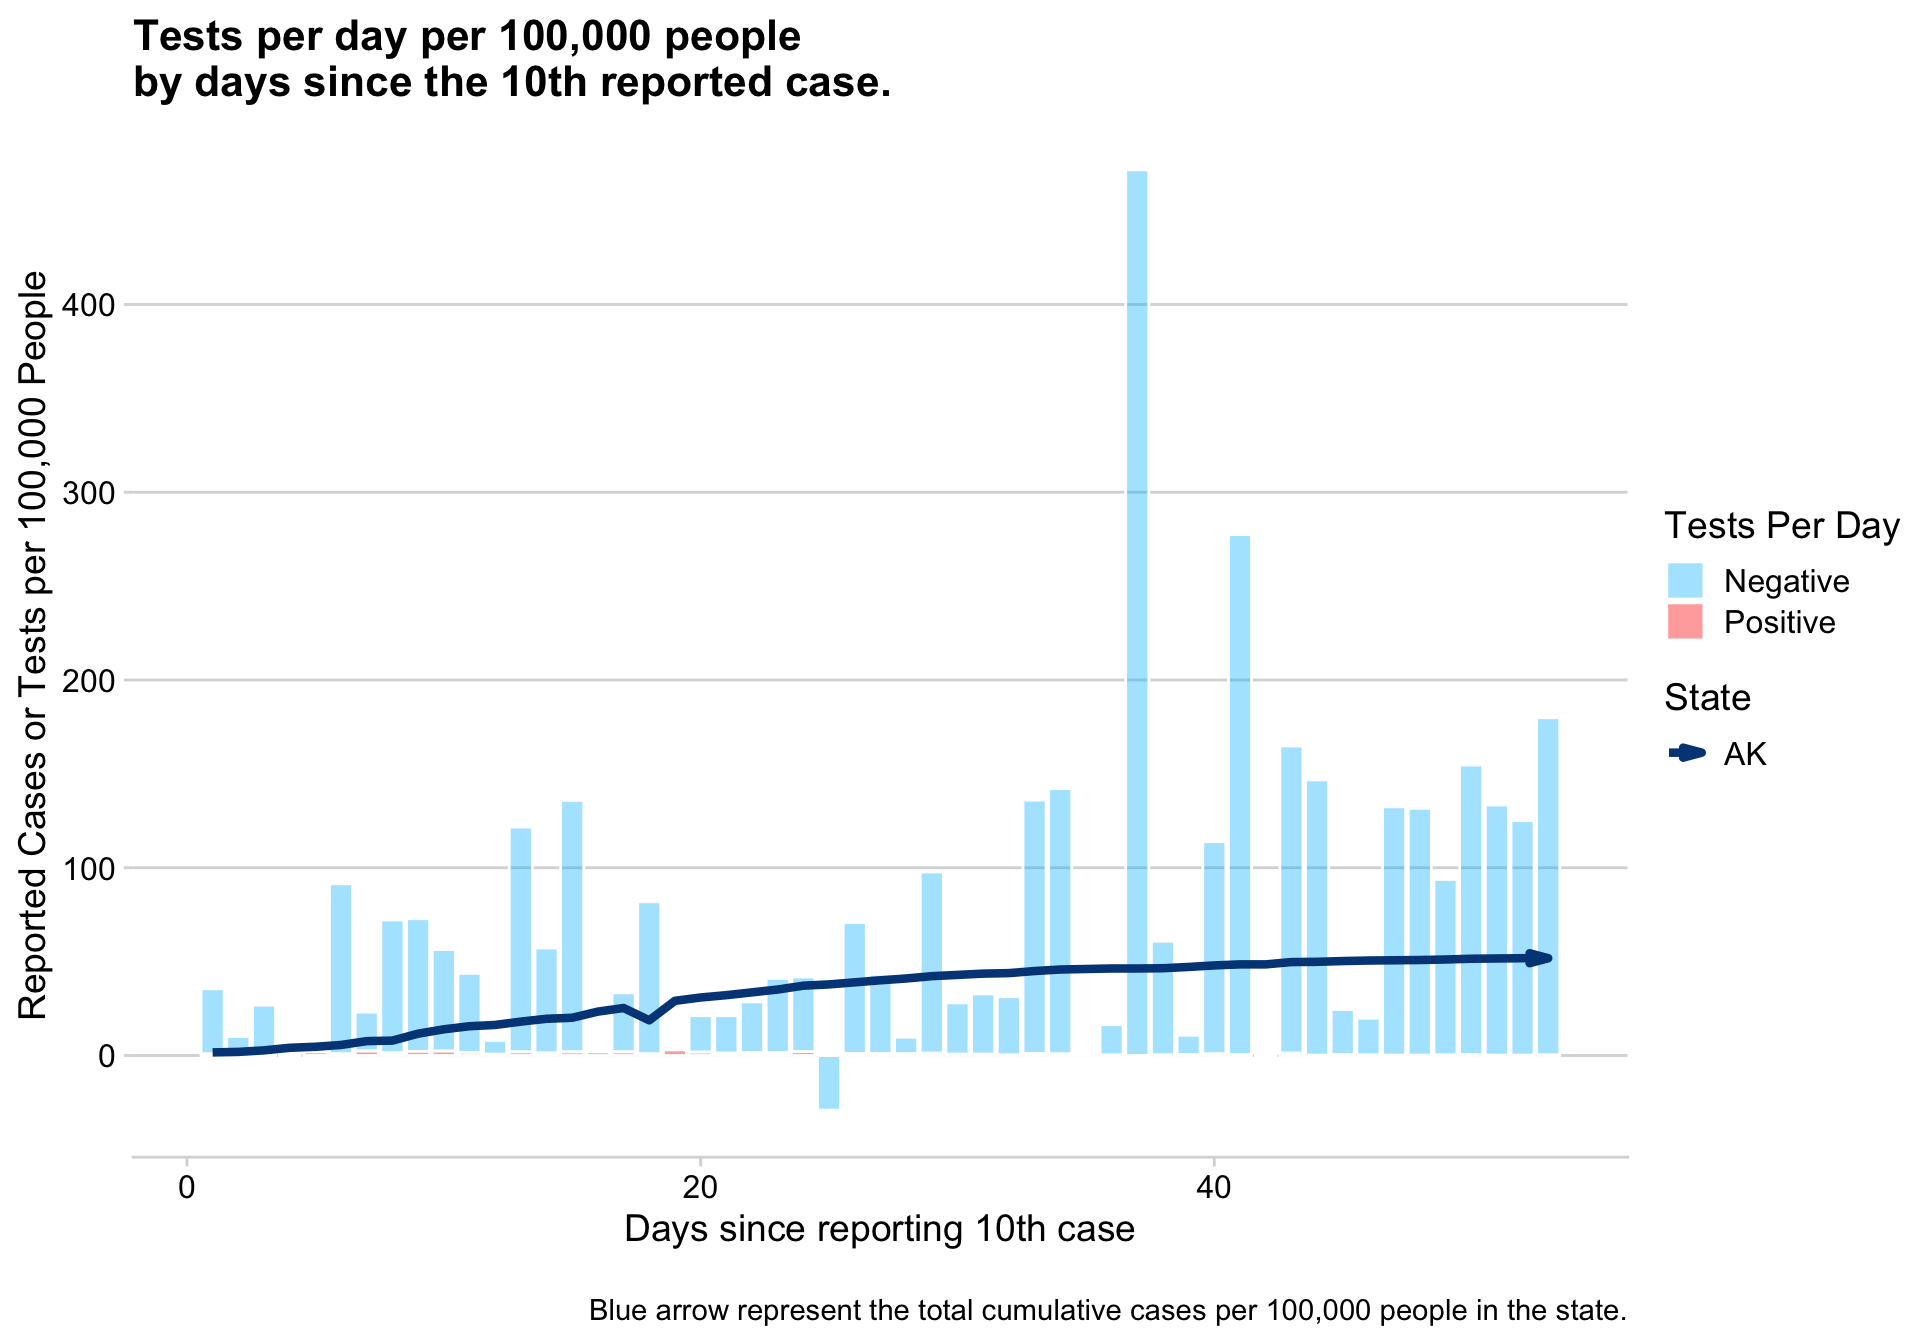 Tests per day per 100,000 people
by days since the 10th reported case.
Reported Cases or Tests per 100,000 People
400
300
200
100
0
0
20
40
Days since reporting 10th case
Tests Per Day
Negative
Positive
State
AK
Blue arrow represent the total cumulative cases per 100,000 people in the state.